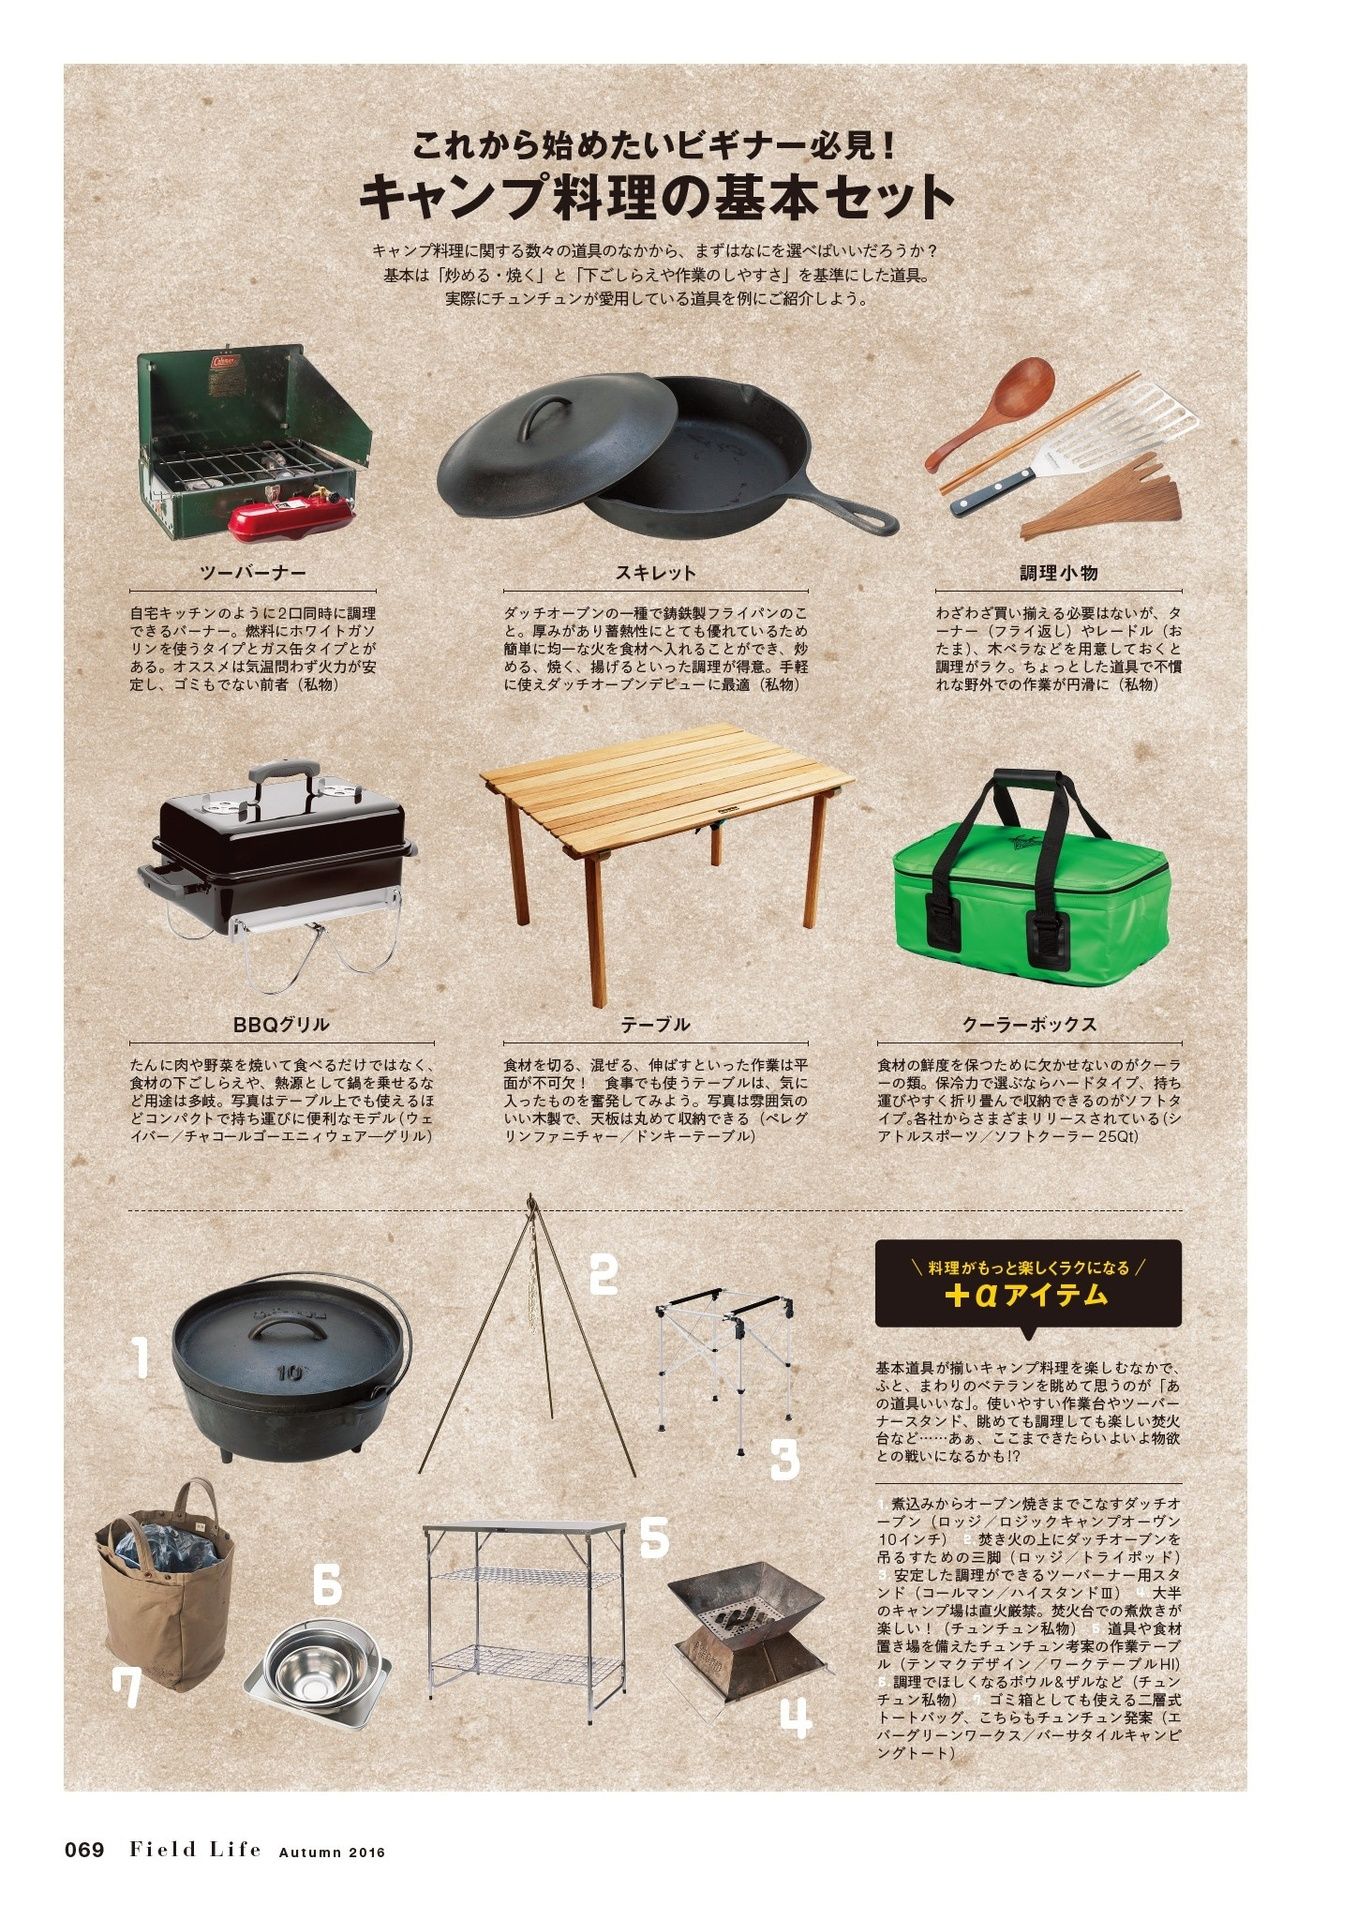 これから始めたいビギナー必見！
キャンプ料理の基本セット
キャンプ料理に関する数々の道具のなかから、まずはなにを選べばいいだろうか？
基本は「炒める・焼く」と「下ごしらえや作業のしやすさ」を基準にした道具。
実際にチュンチュンが愛用している道具を例にご紹介しよう。
Coleman
ツーバーナー
自宅キッチンのように2口同時に調理
できるバーナー。燃料にホワイトガソ
リンを使うタイプとガス缶タイプとが
ある。オススメは気温問わず火力が安
定し、ゴミもでない前者（私物）
スキレット
ダッチオーブンの一種で鋳鉄製フライパンのこ
と。厚みがあり蓄熱性にとても優れているため
簡単に均一な火を食材へ入れることができ、炒
める、焼く、揚げるといった調理が得意。手軽
に使えダッチオーブンデビューに最適（私物）
調理小物
わざわざ買い揃える必要はないが、タ
ーナー（フライ返し）やレードル（お
たま）、木ベラなどを用意しておくと
調理がラク。ちょっとした道具で不慣
れな野外での作業が円滑に（私物）
BBQグリル
たんに肉や野菜を焼いて食べるだけではなく、
食材の下ごしらえや、熱源として鍋を乗せるな
ど用途は多岐。写真はテーブル上でも使えるほ
どコンパクトで持ち運びに便利なモデル（ウェ
イバー／チャコールゴーエニィウェア―グリル）
テーブル
食材を切る、混ぜる、伸ばすといった作業は平
面が不可欠！　食事でも使うテーブルは、気に
入ったものを奮発してみよう。写真は雰囲気の
いい木製で、天板は丸めて収納できる（ペレグ
リンファニチャー／ドンキーテーブル）
クーラーボックス
食材の鮮度を保つために欠かせないのがクーラ
ーの類。保冷力で選ぶならハードタイプ、持ち
運びやすく折り畳んで収納できるのがソフトタ
イプ。各社からさまざまリリースされている（シ
アトルスポーツ／ソフトクーラー 25Qt）
1
10"
2
3
7
6
5
4
料理がもっと楽しくラクになる
+αアイテム
基本道具が揃いキャンプ料理を楽しむなかで、
ふと、まわりのベテランを眺めて思うのが「あ
の道具いいな」。使いやすい作業台やツーバー
ナースタンド、眺めても調理しても楽しい焚火
台など……あぁ、ここまできたらいよいよ物欲
との戦いになるかも!?
1. 煮込みからオーブン焼きまでこなすダッチオ
ーブン（ロッジ／ロジックキャンプオーヴン
10インチ）　2. 焚き火の上にダッチオーブンを
吊るすための三脚（ロッジ／トライポッド）
3. 安定した調理ができるツーバーナー用スタ
ンド（コールマン／ハイスタンドⅢ）　4. 大半
のキャンプ場は直火厳禁。焚火台での煮炊きが
楽しい！（チュンチュン私物）　5. 道具や食材
置き場を備えたチュンチュン考案の作業テーブ
ル（テンマクデザイン／ワークテーブルHI）
6. 調理でほしくなるボウル&ザルなど（チュン
チュン私物）　7. ゴミ箱としても使える二層式
トートバッグ、こちらもチュンチュン発案（エ
バーグリーンワークス／バーサタイルキャンピ
ングトート）
069 Field Life Autumn 2016